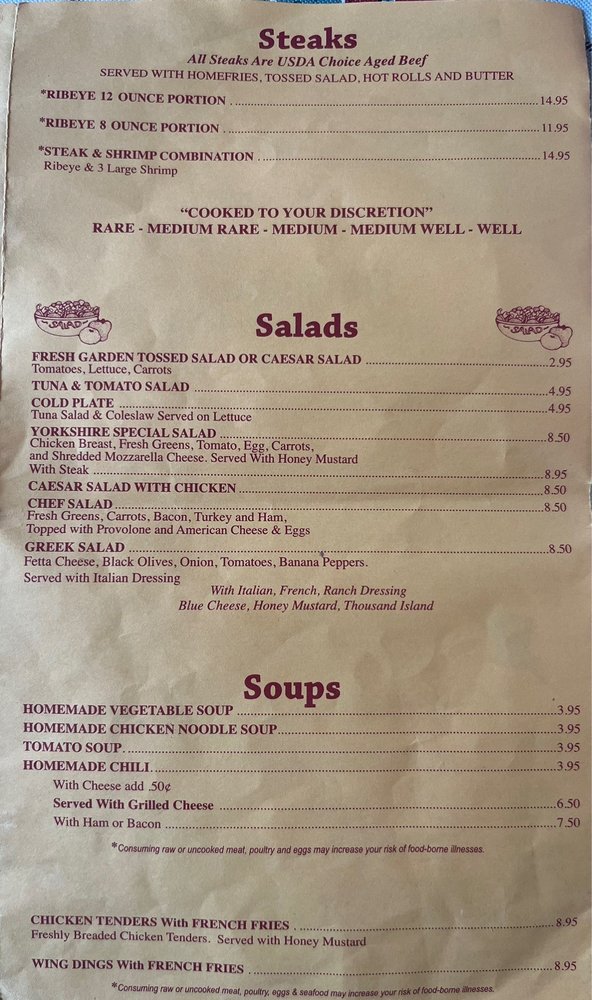 Steaks
All Steaks Are USDA Choice Aged Beef
SERVED WITH HOMEFRIES, TOSSED SALAD, HOT ROLLS AND BUTTER
*RIBEYE 12 OUNCE PORTION 14.95
*RIBEYE 8 OUNCE PORTION 11.95
*STEAK & SHRIMP COMBINATION 14.95
Ribeye & 3 Large Shrimp
“COOKED TO YOUR DISCRETION”
RARE - MEDIUM RARE - MEDIUM - MEDIUM WELL - WELL
SALAD
SALAD
Salads
FRESH GARDEN TOSSED SALAD OR CAESAR SALAD 2.95
Tomatoes, Lettuce, Carrots
TUNA & TOMATO SALAD 4.95
COLD PLATE 4.95
Tuna Salad & Coleslaw Served on Lettuce
YORKSHIRE SPECIAL SALAD 8.50
Chicken Breast, Fresh Greens, Tomato, Egg, Carrots,
and Shredded Mozzarella Cheese. Served With Honey Mustard
With Steak 8.95
CAESAR SALAD WITH CHICKEN 8.50
CHEF SALAD 8.50
Fresh Greens, Carrots, Bacon, Turkey and Ham,
Topped with Provolone and American Cheese & Eggs
GREEK SALAD 8.50
Fetta Cheese, Black Olives, Onion, Tomatoes, Banana Peppers.
Served with Italian Dressing
With Italian, French, Ranch Dressing
Blue Cheese, Honey Mustard, Thousand Island
Soups
HOMEMADE VEGETABLE SOUP 3.95
HOMEMADE CHICKEN NOODLE SOUP 3.95
TOMATO SOUP 3.95
HOMEMADE CHILI 3.95
With Cheese add .50¢
Served With Grilled Cheese 6.50
With Ham or Bacon 7.50
*Consuming raw or uncooked meat, poultry and eggs may increase your risk of food-borne illnesses.
CHICKEN TENDERS With FRENCH FRIES 8.95
Freshly Breaded Chicken Tenders. Served with Honey Mustard
WING DINGS With FRENCH FRIES 8.95
*Consuming raw or uncooked meat, poultry, eggs & seafood may increase your risk of food-borne illnesses.